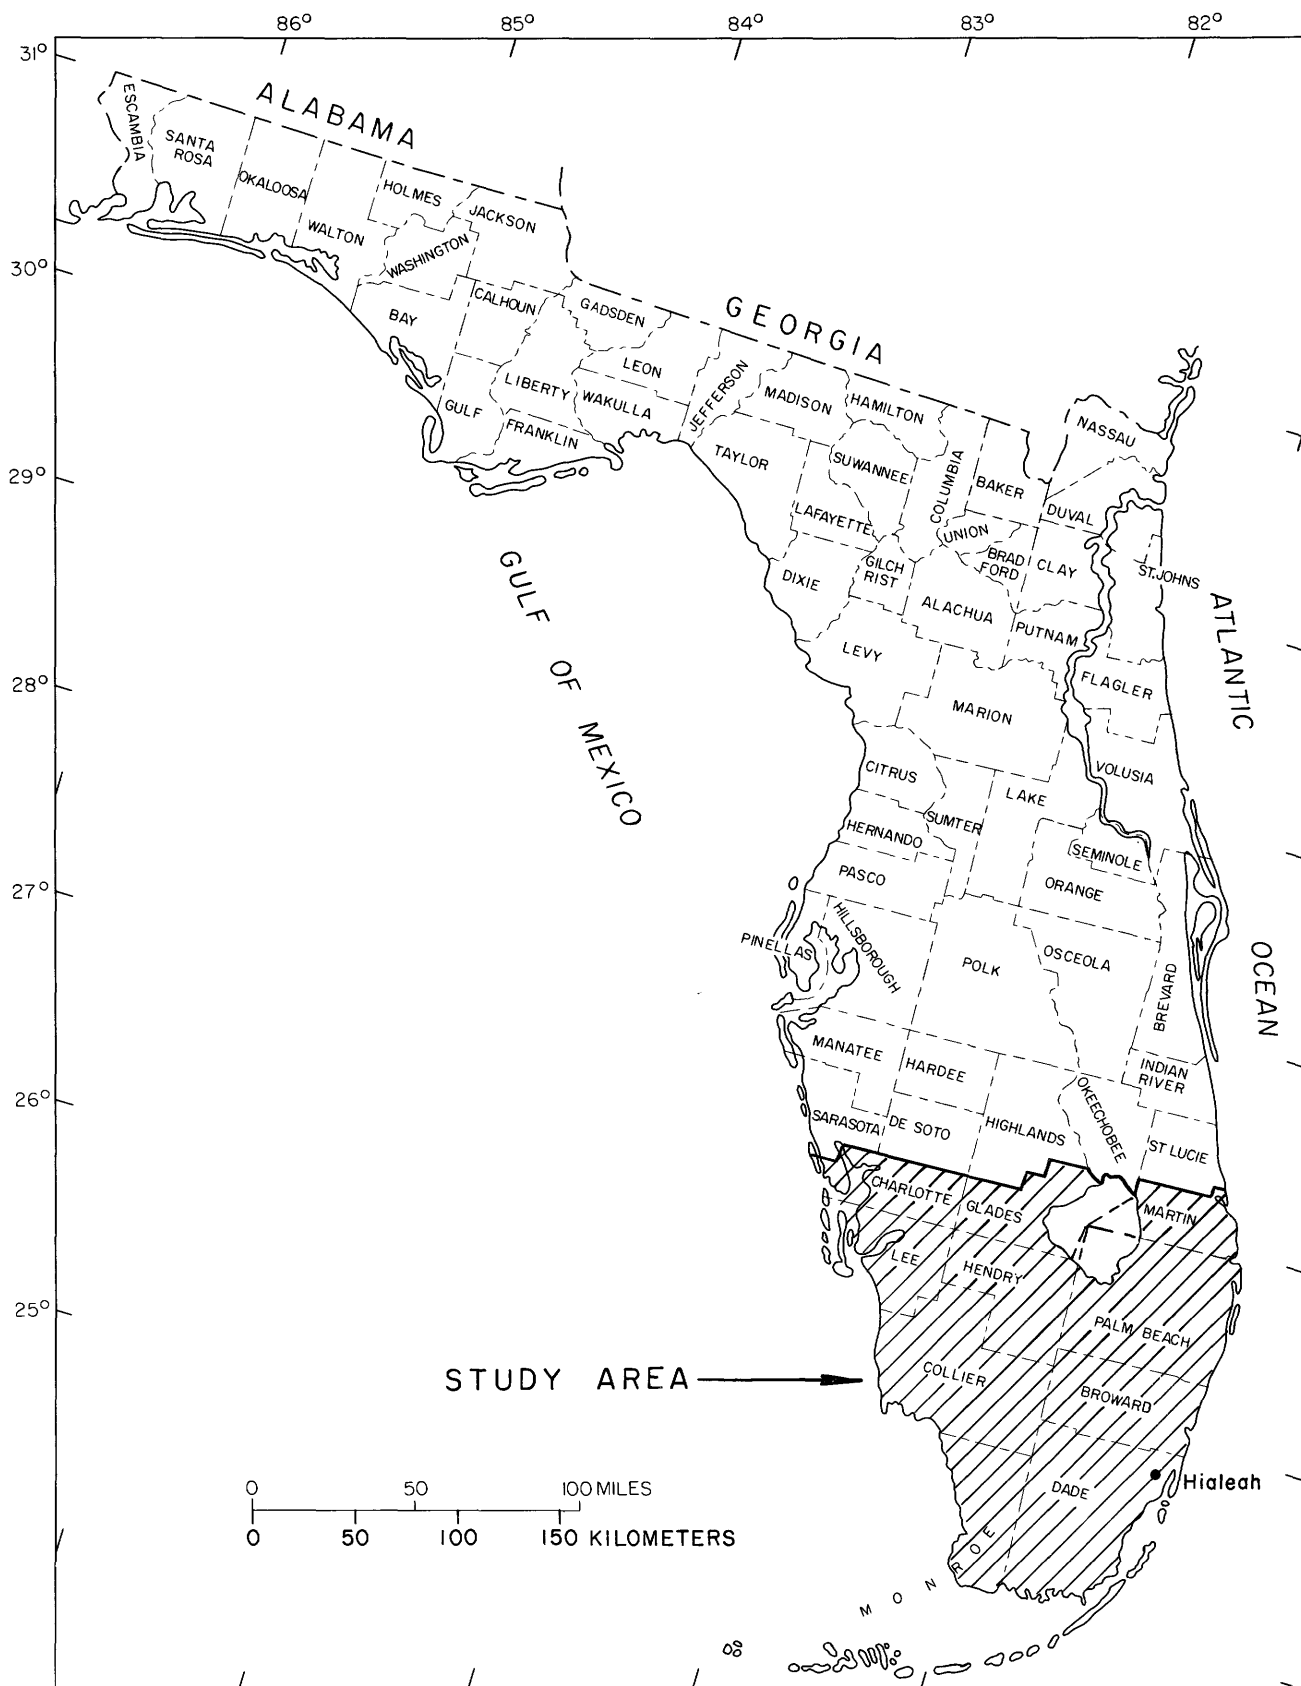 86° 85° 84° 83° 82°
31°
30°
29°
28°
27°
26°
25°
ALABAMA
GEORGIA
GULF OF MEXICO
ATLANTIC
OCEAN
ESCAMBIA
SANTA
ROSA
OKALOOSA
WALTON
HOLMES
JACKSON
WASHINGTON
BAY
CALHOUN
GADSDEN
LEON
LIBERTY
WAKULLA
GULF
FRANKLIN
JEFFERSON
MADISON
HAMILTON
TAYLOR
SUWANNEE
COLUMBIA
BAKER
NASSAU
LAFAYETTE
UNION
DUVAL
DIXIE
GILCH
RIST
BRAD
FORD
CLAY
ST. JOHNS
ALACHUA
PUTNAM
LEVY
FLAGLER
MARION
CITRUS
VOLUSIA
LAKE
SUMTER
HERNANDO
SEMINOLE
PASCO
ORANGE
PINELLAS
HILLSBOROUGH
POLK
OSCEOLA
BREVARD
MANATEE
HARDEE
INDIAN
RIVER
OKEECHOBEE
SARASOTA
DE SOTO
HIGHLANDS
ST LUCIE
CHARLOTTE
GLADES
MARTIN
LEE
HENDRY
PALM BEACH
COLLIER
BROWARD
DADE
Hialeah
MONROE
STUDY AREA
0 50 100 MILES
0 50 100 150 KILOMETERS